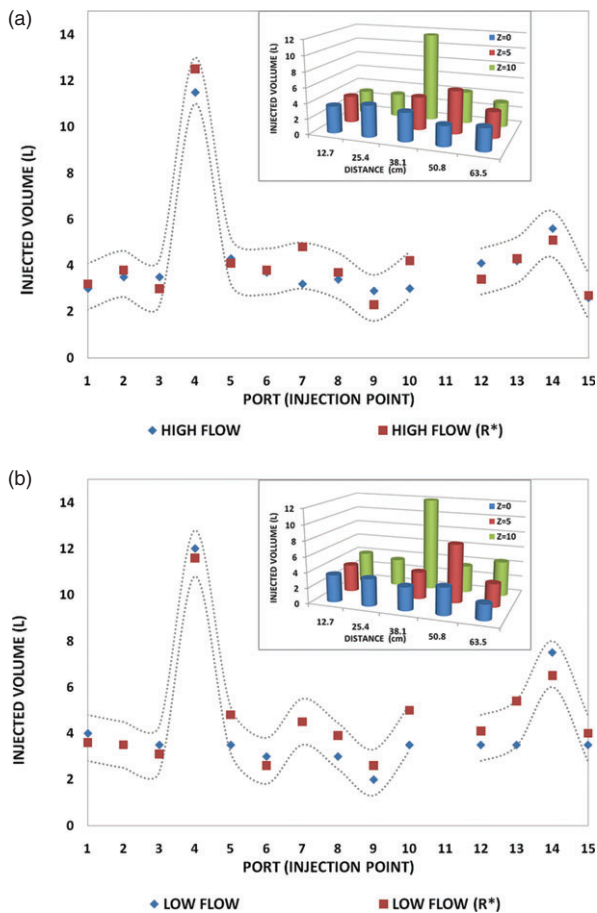 (a)
14
12
10
8
6
4
2
0
INJECTED VOLUME (L)
1 2 3 4 5 6 7 8 9 10 11 12 13 14 15
PORT (INJECTION POINT)
HIGH FLOW
HIGH FLOW (R*)
INJECTED VOLUME (L)
12
10
8
6
4
2
0
12.7
25.4
38.1
50.8
63.5
DISTANCE (cm)
Z=0
Z=5
Z=10
(b)
14
12
10
8
6
4
2
0
INJECTED VOLUME (L)
1 2 3 4 5 6 7 8 9 10 11 12 13 14 15
PORT (INJECTION POINT)
LOW FLOW
LOW FLOW (R*)
INJECTED VOLUME (L)
12
10
8
6
4
2
0
12.7
25.4
38.1
50.8
63.5
DISTANCE (cm)
Z=0
Z=5
Z=10